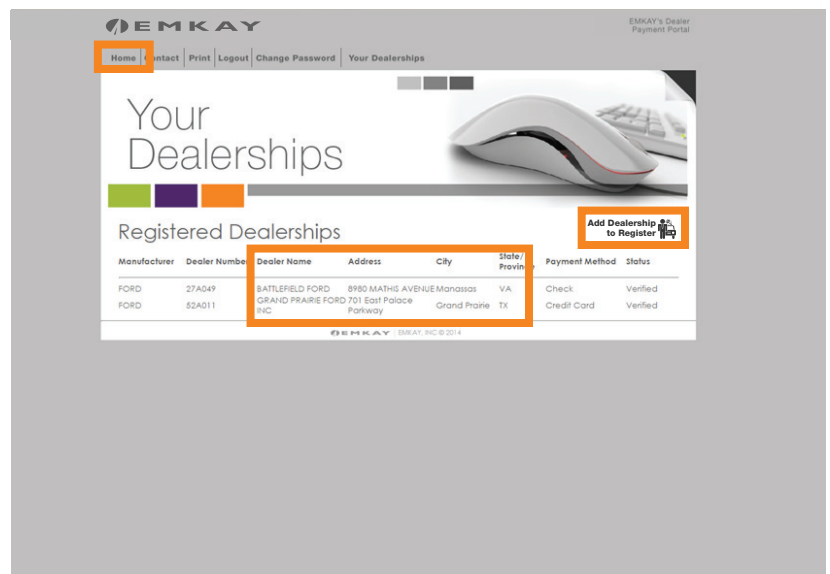 EMKAY
EMKAY's Dealer
Payment Portal
Home Contact Print Logout Change Password Your Dealerships
Your
Dealerships
Registered Dealerships
Add Dealership
to Register
Manufacturer Dealer Number Dealer Name Address City State/ Province Payment Method Status
FORD 27A049 BATTLEFIELD FORD 8980 MATHIS AVENUE Manassas VA Check Verified
FORD 52A011 GRAND PRAIRIE FORD INC 701 East Palace Parkway Grand Prairie TX Credit Card Verified
EMKAY EMKAY, INC © 2014